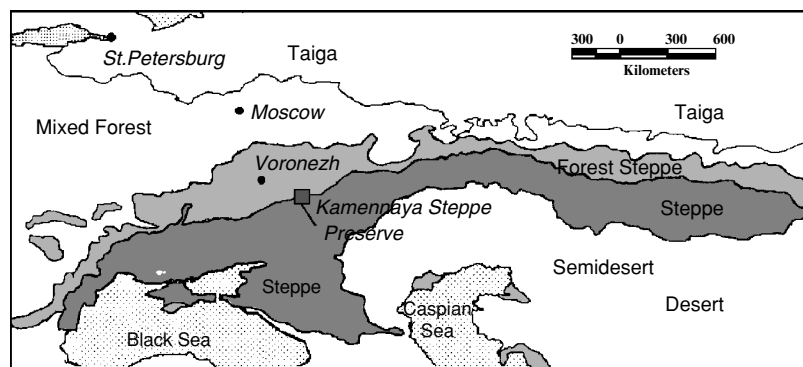 St.Petersburg
Taiga
300 0 300 600
Kilometers
Moscow
Mixed Forest
Taiga
Voronezh
Forest Steppe
Kamennaya Steppe
Preserve
Steppe
Semidesert
Steppe
Desert
Caspian
Sea
Black Sea